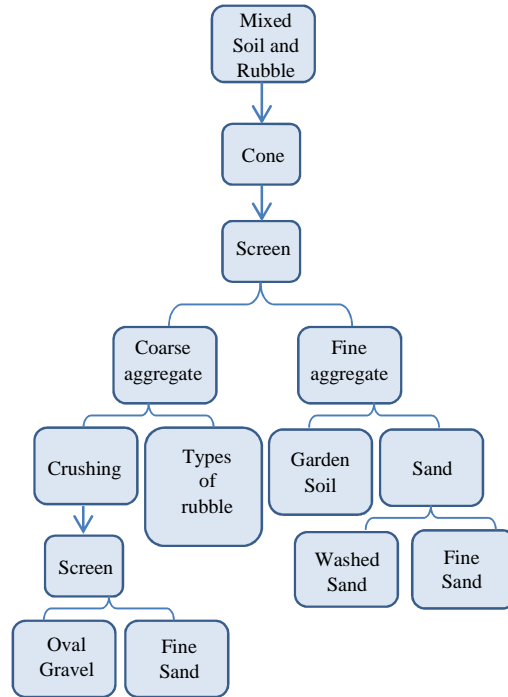 Mixed
Soil and
Rubble
Cone
Screen
Coarse
aggregate
Fine
aggregate
Crushing
Types
of
rubble
Garden
Soil
Sand
Screen
Washed
Sand
Fine
Sand
Oval
Gravel
Fine
Sand